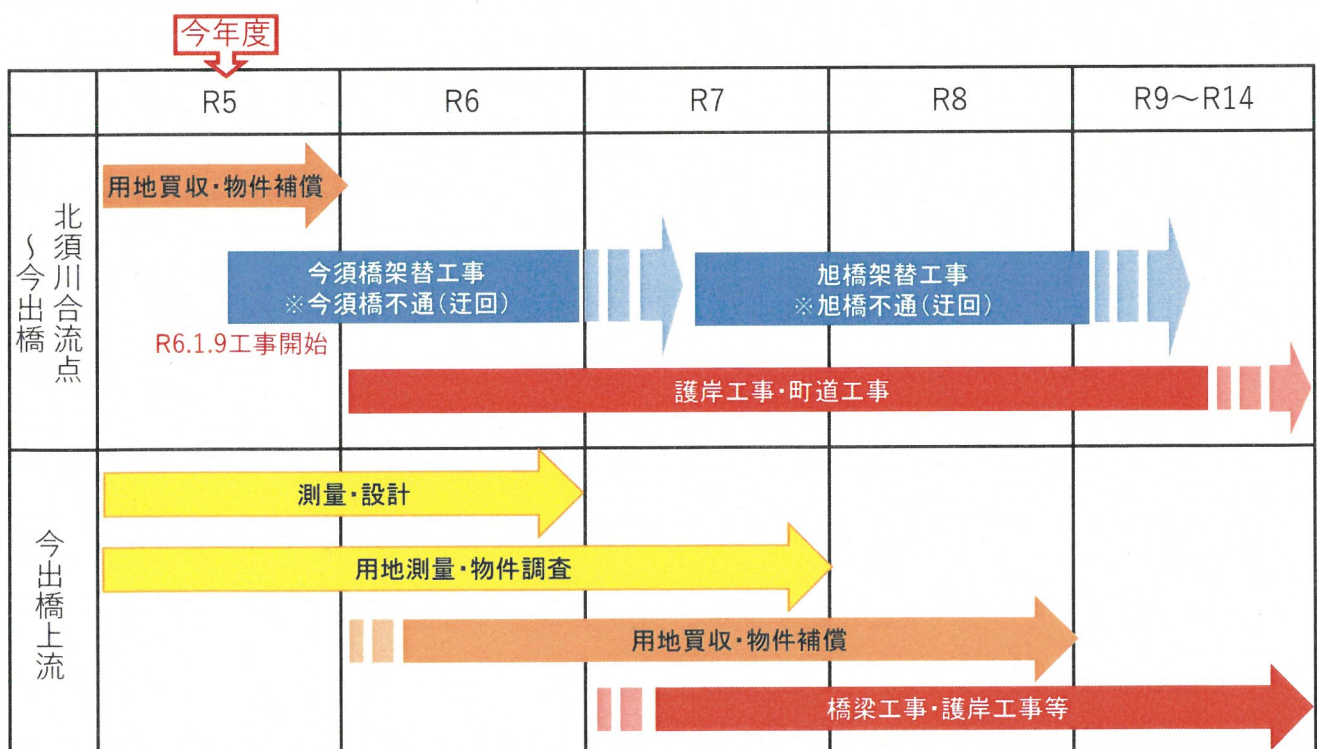 今年度
R5
R6
R7
R8
R9～R14
北須川合流点
～今出橋
用地買収・物件補償
今須橋架替工事
※今須橋不通(迂回)
旭橋架替工事
※旭橋不通(迂回)
R6.1.9工事開始
護岸工事・町道工事
今出橋上流
測量・設計
用地測量・物件調査
用地買収・物件補償
橋梁工事・護岸工事等